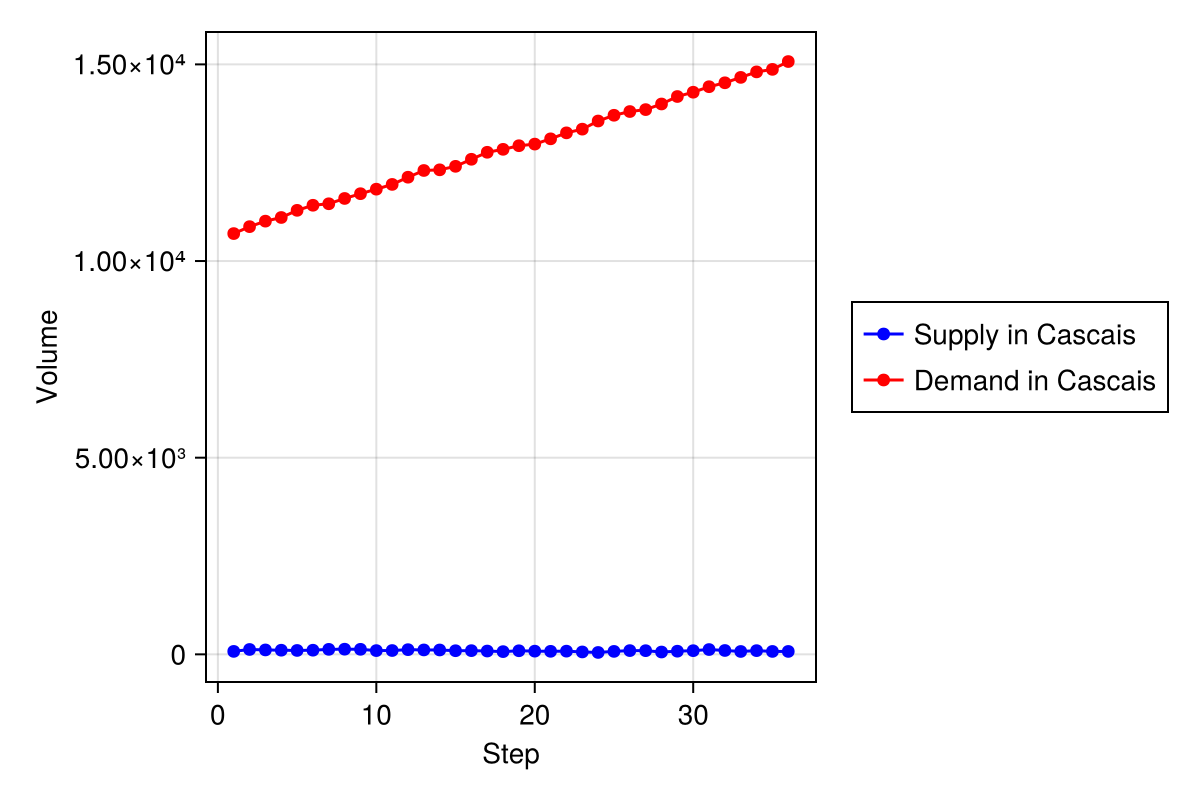 1.50×10⁴
1.00×10⁴
5.00×10³
0
Volume
0 10 20 30
Step
Supply in Cascais
Demand in Cascais